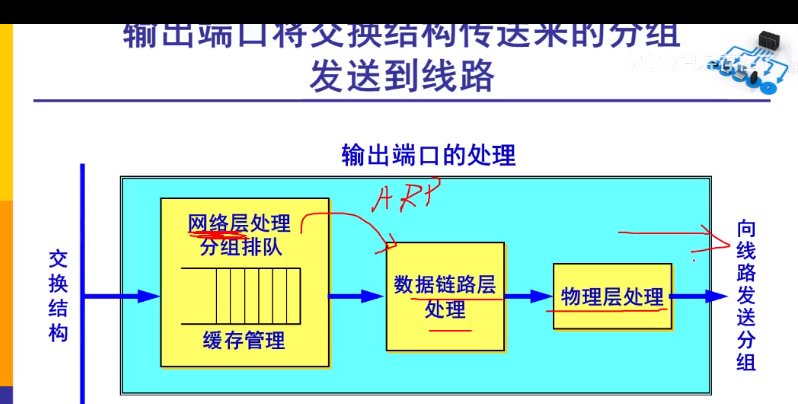 输出端口将交换结构传送来的分组
发送到线路
输出端口的处理
交换结构
网络层处理
分组排队
缓存管理
ARP
数据链路层
处理
物理层处理
向线路发送分组